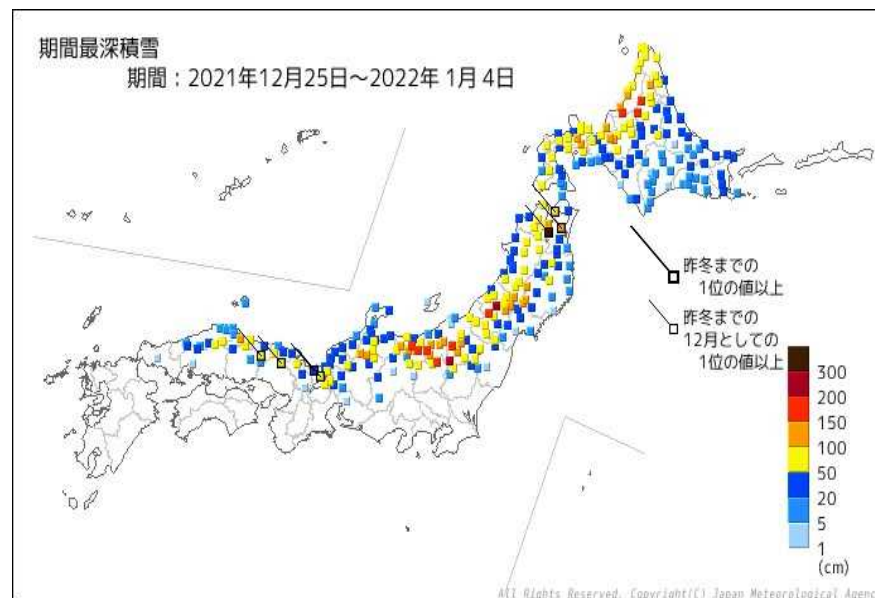 期間最深積雪
期間：2021年12月25日～2022年 1月 4日
昨冬までの
1位の値以上
昨冬までの
12月としての
1位の値以上
300
200
150
100
50
20
5
1
(cm)
All Rights Reserved. Copyright(C) Japan Meteorological Agenc